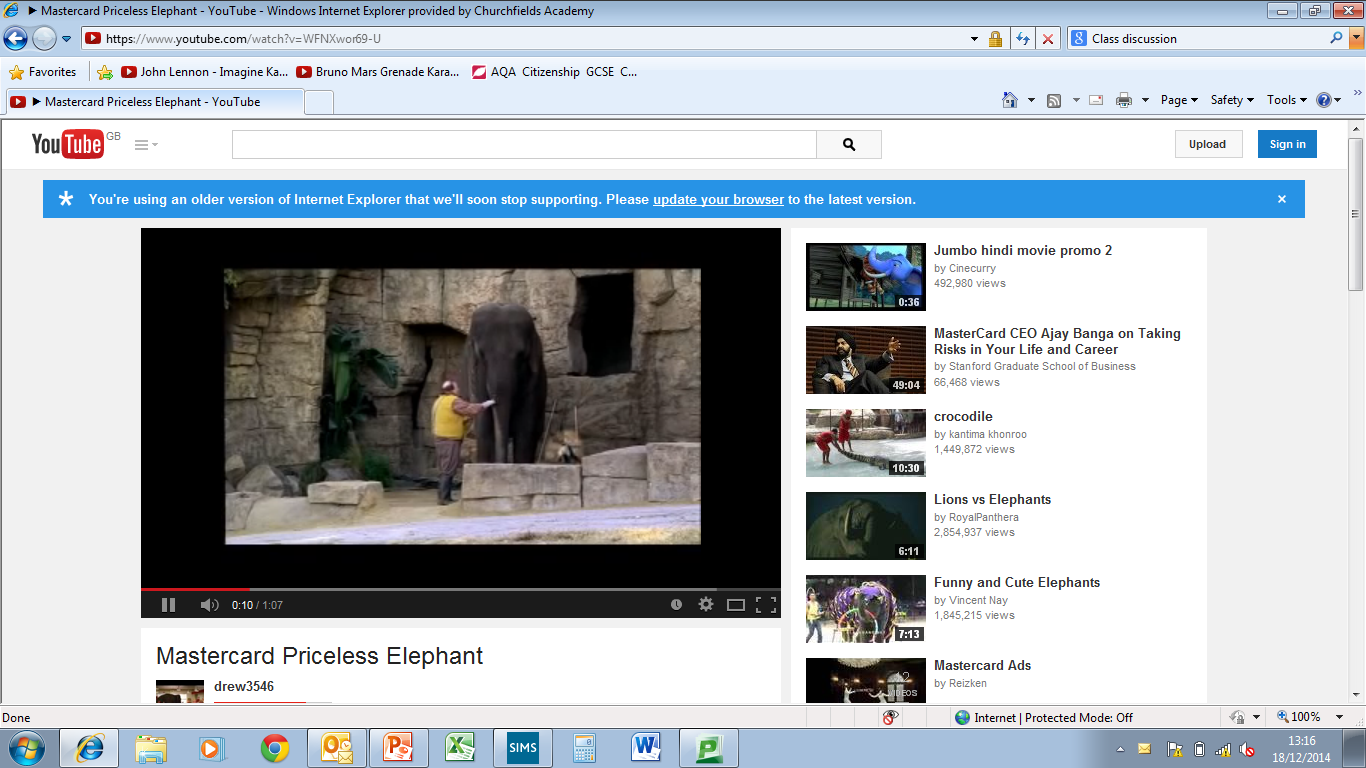 ▶ Mastercard Priceless Elephant - YouTube - Windows Internet Explorer provided by Churchfields Academy
https://www.youtube.com/watch?v=WFNXwor69-U
Class discussion
Favorites
John Lennon - Imagine Ka...
Bruno Mars Grenade Kara...
AQA Citizenship GCSE C...
▶ Mastercard Priceless Elephant - YouTube
Page
Safety
Tools
YouTube GB
Upload
Sign in
You're using an older version of Internet Explorer that we'll soon stop supporting. Please update your browser to the latest version.
0:10 / 1:07
Mastercard Priceless Elephant
drew3546
Jumbo hindi movie promo 2
by Cinecurry
492,980 views
0:36
MasterCard CEO Ajay Banga on Taking
Risks in Your Life and Career
by Stanford Graduate School of Business
66,468 views
49:04
crocodile
by kantima khonroo
1,449,872 views
10:30
Lions vs Elephants
by RoyalPanthera
2,854,937 views
6:11
Funny and Cute Elephants
by Vincent Nay
1,845,215 views
7:13
Mastercard Ads
by Reizken
12
VIDEOS
Done
Internet | Protected Mode: Off
100%
SIMS
13:16
18/12/2014